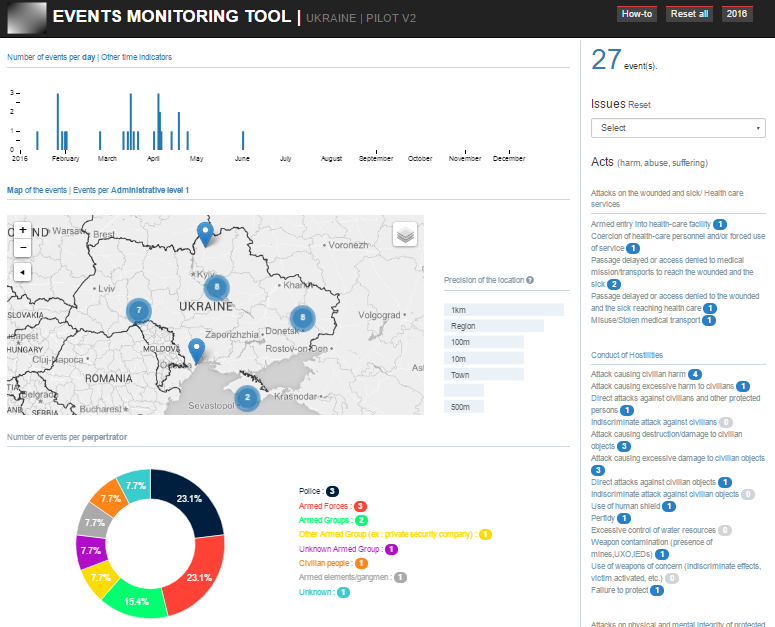 EVENTS MONITORING TOOL | UKRAINE | PILOT V2
How-to
Reset all
2016
Number of events per day | Other time indicators
3
2
1
0
2016
February
March
April
May
June
July
August
September
October
November
December
Map of the events | Events per Administrative level 1
+
−
Warsaw
Brest
Voronezh
Kyiv
Lviv
Khark
8
UKRAINE
7
5
SLOVAKIA
Volgograd
Zaporizhzhia
Donetsk
Rostov-on-Don
MOLDOVA
HUNGARY
Cluj-Napoca
Odessa
ROMANIA
Belgrade
AND
SERBIA
Bucharest
Sevastopol
2
Krasnodar
Precision of the location ?
1km
Region
100m
10m
Town
500m
Number of events per perpertrator
23.1%
23.1%
15.4%
7.7%
7.7%
7.7%
7.7%
7.7%
Police : 3
Armed Forces : 3
Armed Groups : 2
Other Armed Group (ex : private security company) : 1
Unknown Armed Group : 1
Civilian people : 1
Armed elements/gangmen : 1
Unknown : 1
27 event(s).
Issues Reset
Select
Acts (harm, abuse, suffering)
Attacks on the wounded and sick/ Health care
services
Armed entry into health-care facility 1
Coercion of health-care personnel and/or forced use
of service 1
Passage delayed or access denied to medical
mission/transports to reach the wounded and the
sick 2
Passage delayed or access denied to the wounded
and the sick reaching health care 1
Misuse/Stolen medical transport 1
Conduct of Hostilities
Attack causing civilian harm 4
Attack causing excessive harm to civilians 1
Direct attacks against civilians and other protected
persons 1
Indiscriminate attack against civilians 0
Attack causing destruction/damage to civilian
objects 3
Attack causing excessive damage to civilian objects
3
Direct attacks against civilian objects 1
Indiscriminate attack against civilian objects 0
Use of human shield 1
Perfidy 1
Excessive control of water resources 0
Weapon contamination (presence of
mines,UXO,IEDs) 1
Use of weapons of concern (indiscriminate effects,
victim activated, etc.) 0
Failure to protect 1
Attacks on physical and mental integrity of protected